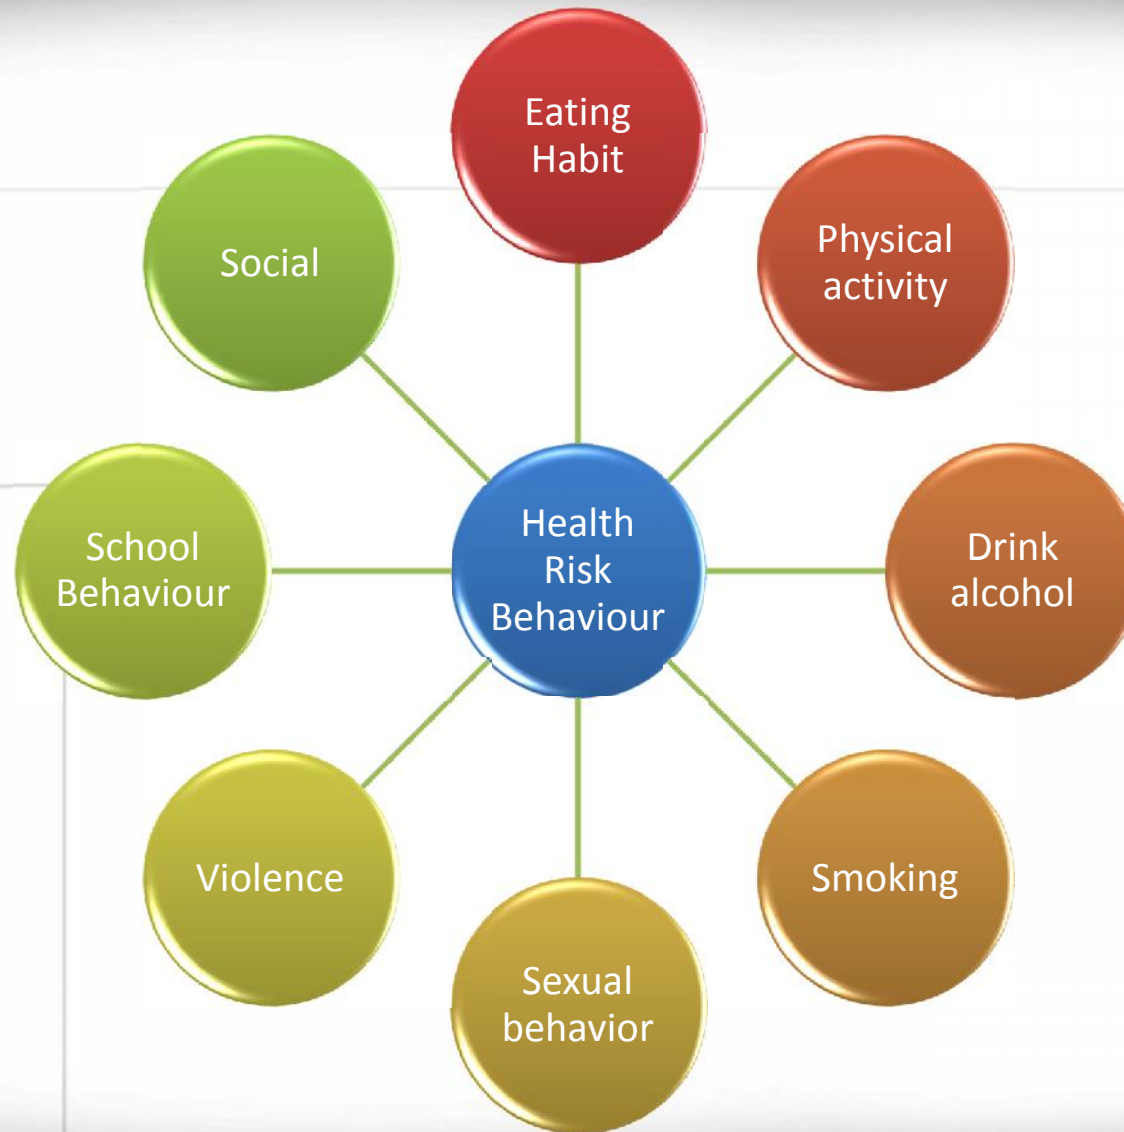 Eating
Habit
Physical
activity
Drink
alcohol
Smoking
Sexual
behavior
Violence
School
Behaviour
Social
Health
Risk
Behaviour